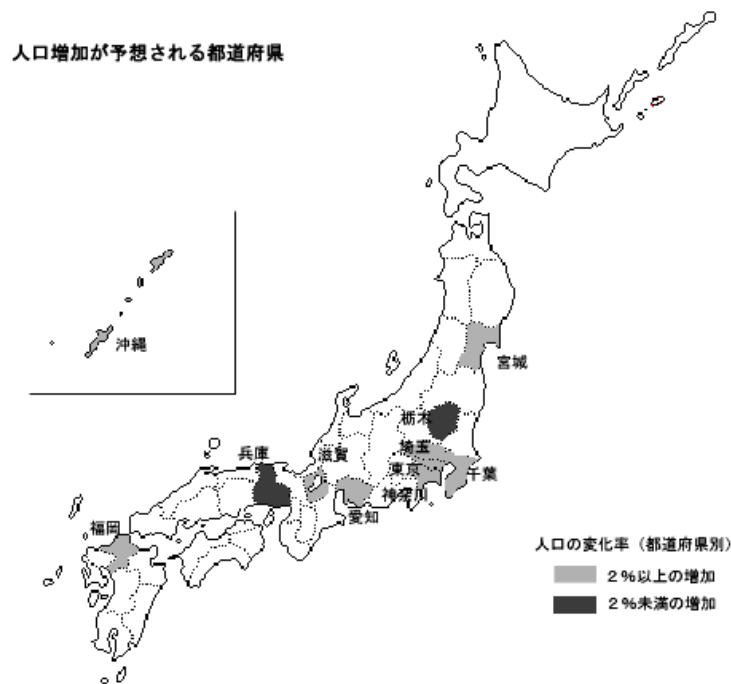 人口増加が予想される都道府県
沖縄
宮城
栃木
兵庫
滋賀
埼玉
東京
千葉
神奈川
愛知
福岡
人口の変化率（都道府県別）
２％以上の増加
２％未満の増加